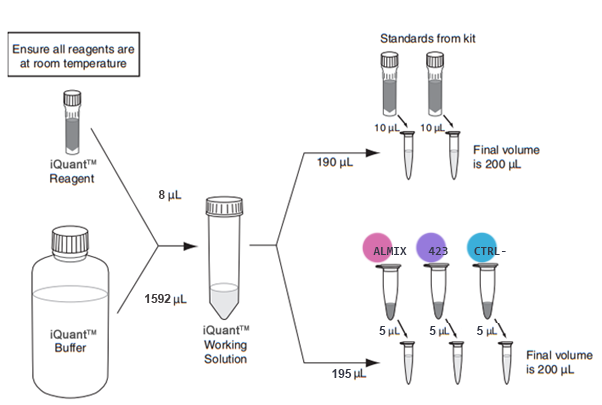 Ensure all reagents are
at room temperature
iQuant™
Reagent
8 µL
1592 µL
iQuant™
Buffer
iQuant™
Working
Solution
Standards from kit
10 µL 10 µL
190 µL
Final volume
is 200 µL
ALMIX 423 CTRL-
5 µL 5 µL 5 µL
195 µL
Final volume
is 200 µL